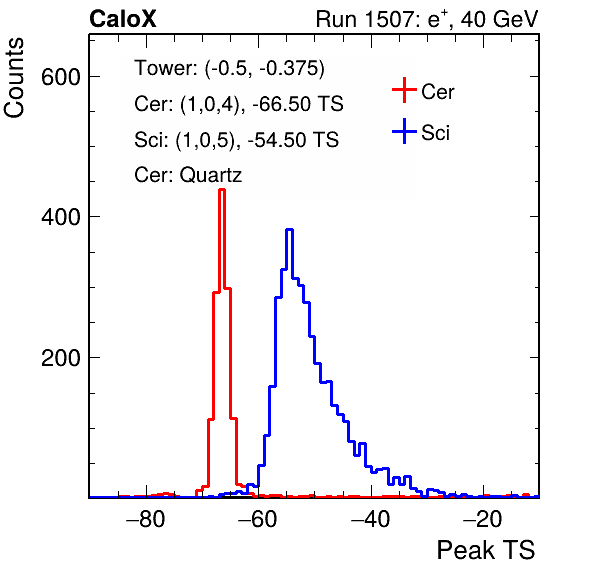 CaloX Run 1507: e⁺, 40 GeV
Counts
Tower: (-0.5, -0.375)
Cer: (1,0,4), -66.50 TS
Sci: (1,0,5), -54.50 TS
Cer: Quartz
Cer
Sci
600
400
200
−80 −60 −40 −20
Peak TS